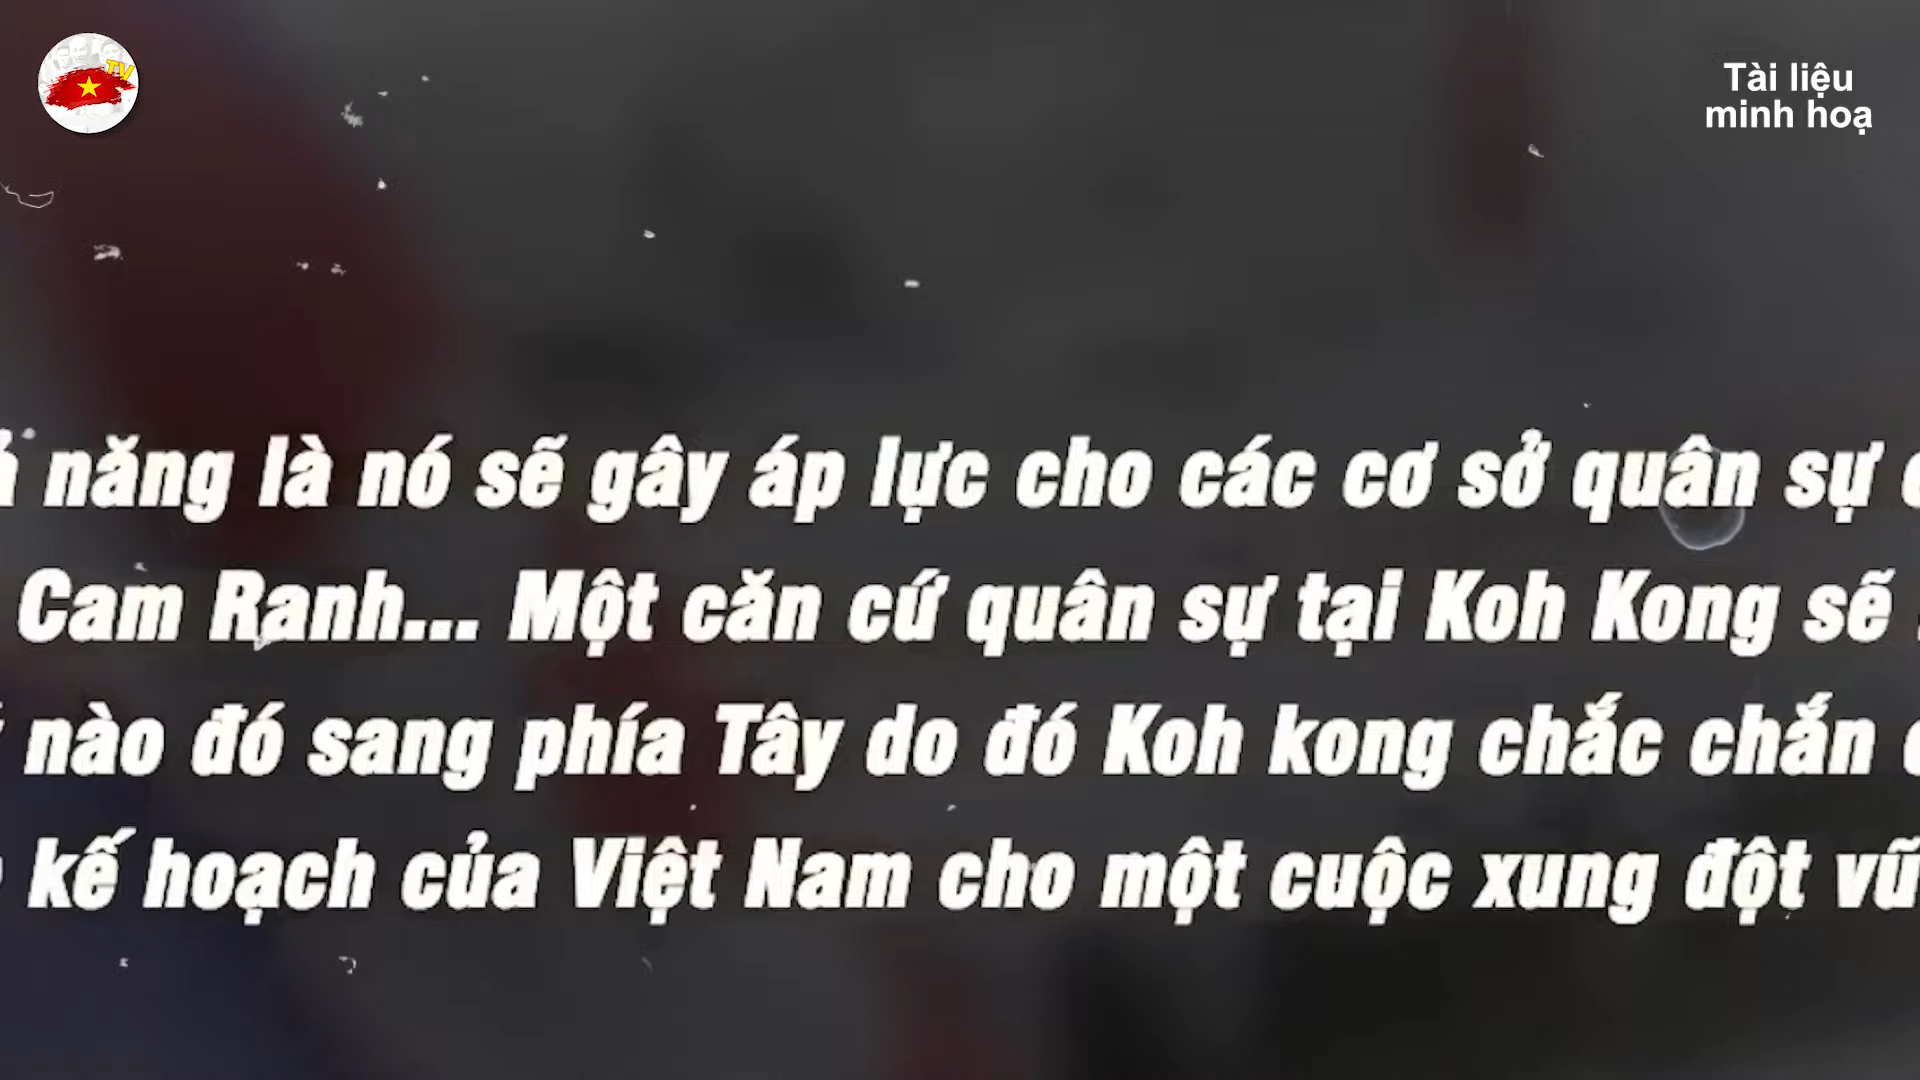 TV
Tài liệu
minh hoạ
năng là nó sẽ gây áp lực cho các cơ sở quân sự
Cam Ranh... Một căn cứ quân sự tại Koh Kong sẽ
nào đó sang phía Tây do đó Koh kong chắc chắn
kế hoạch của Việt Nam cho một cuộc xung đột